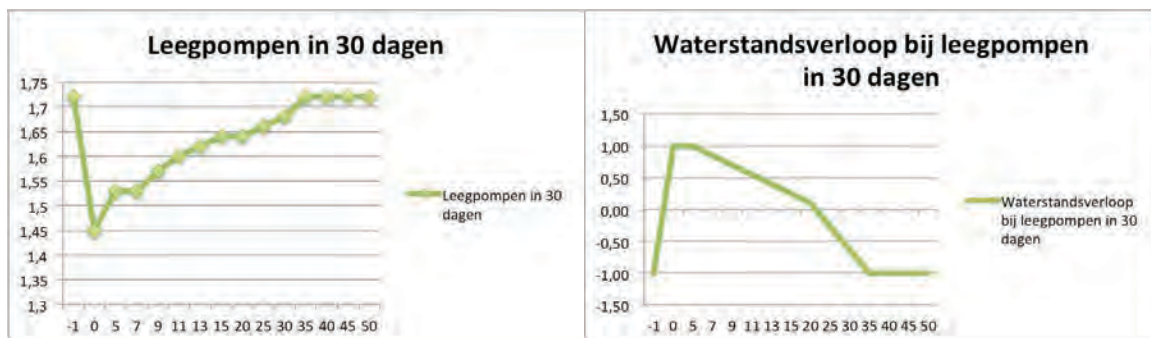 Leegpompen in 30 dagen
1,75
1,7
1,65
1,6
1,55
1,5
1,45
1,4
1,35
1,3
-1 0 5 7 9 11 13 15 20 25 30 35 40 45 50
Leegpompen in 30
dagen
Waterstandsverloop bij leegpompen
in 30 dagen
1,50
1,00
0,50
0,00
-0,50
-1,00
-1,50
-1 0 5 7 9 11 13 15 20 25 30 35 40 45 50
Waterstandsverloop
bij leegpompen in 30
dagen